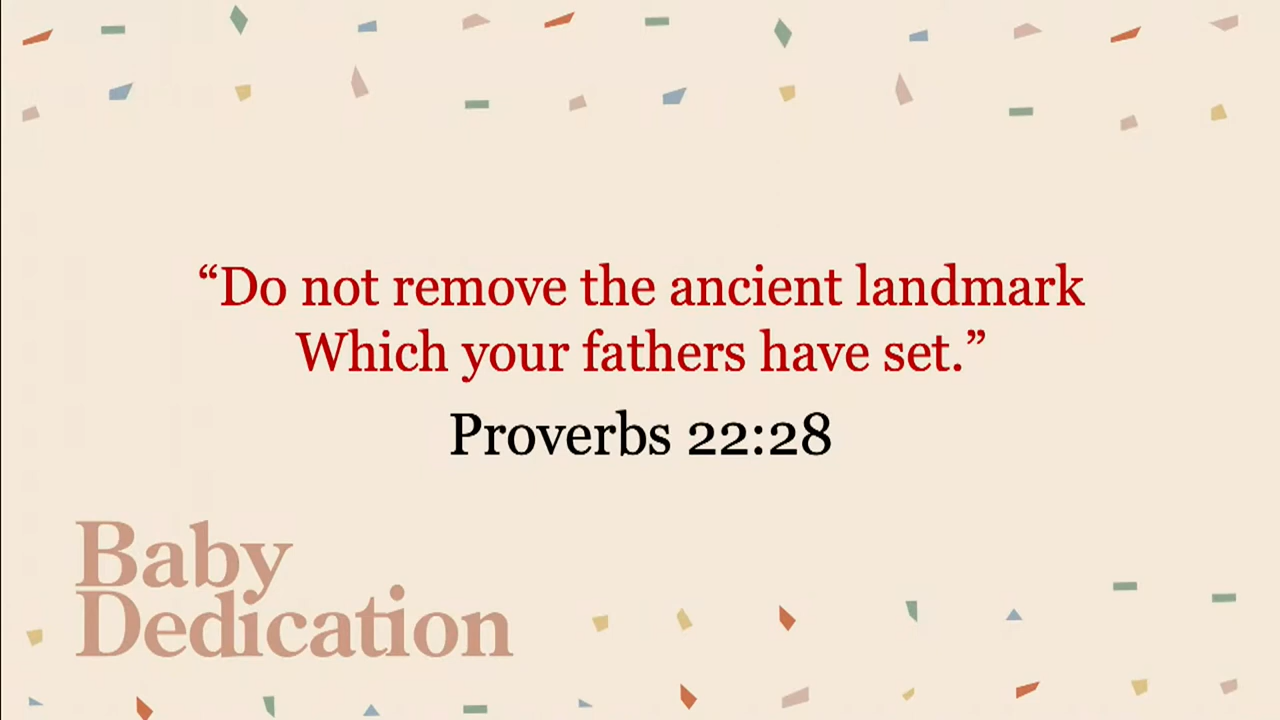 “Do not remove the ancient landmark
Which your fathers have set.”
Proverbs 22:28
Baby
Dedication